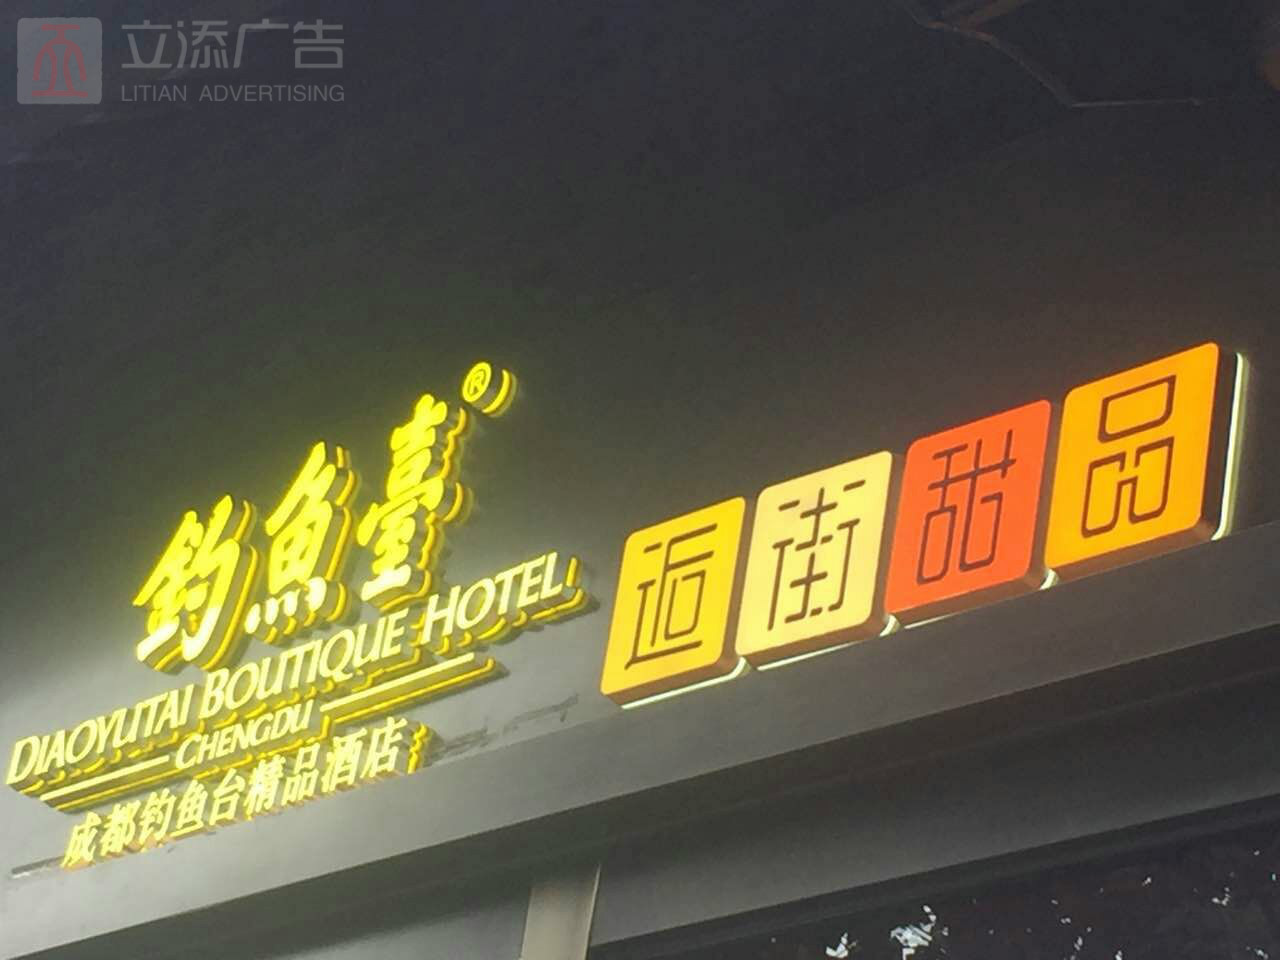 立添广告
LITIAN ADVERTISING
釣魚臺®
DIAOYUTAI BOUTIQUE HOTEL
CHENGDU
成都钓鱼台精品酒店
逅街甜品